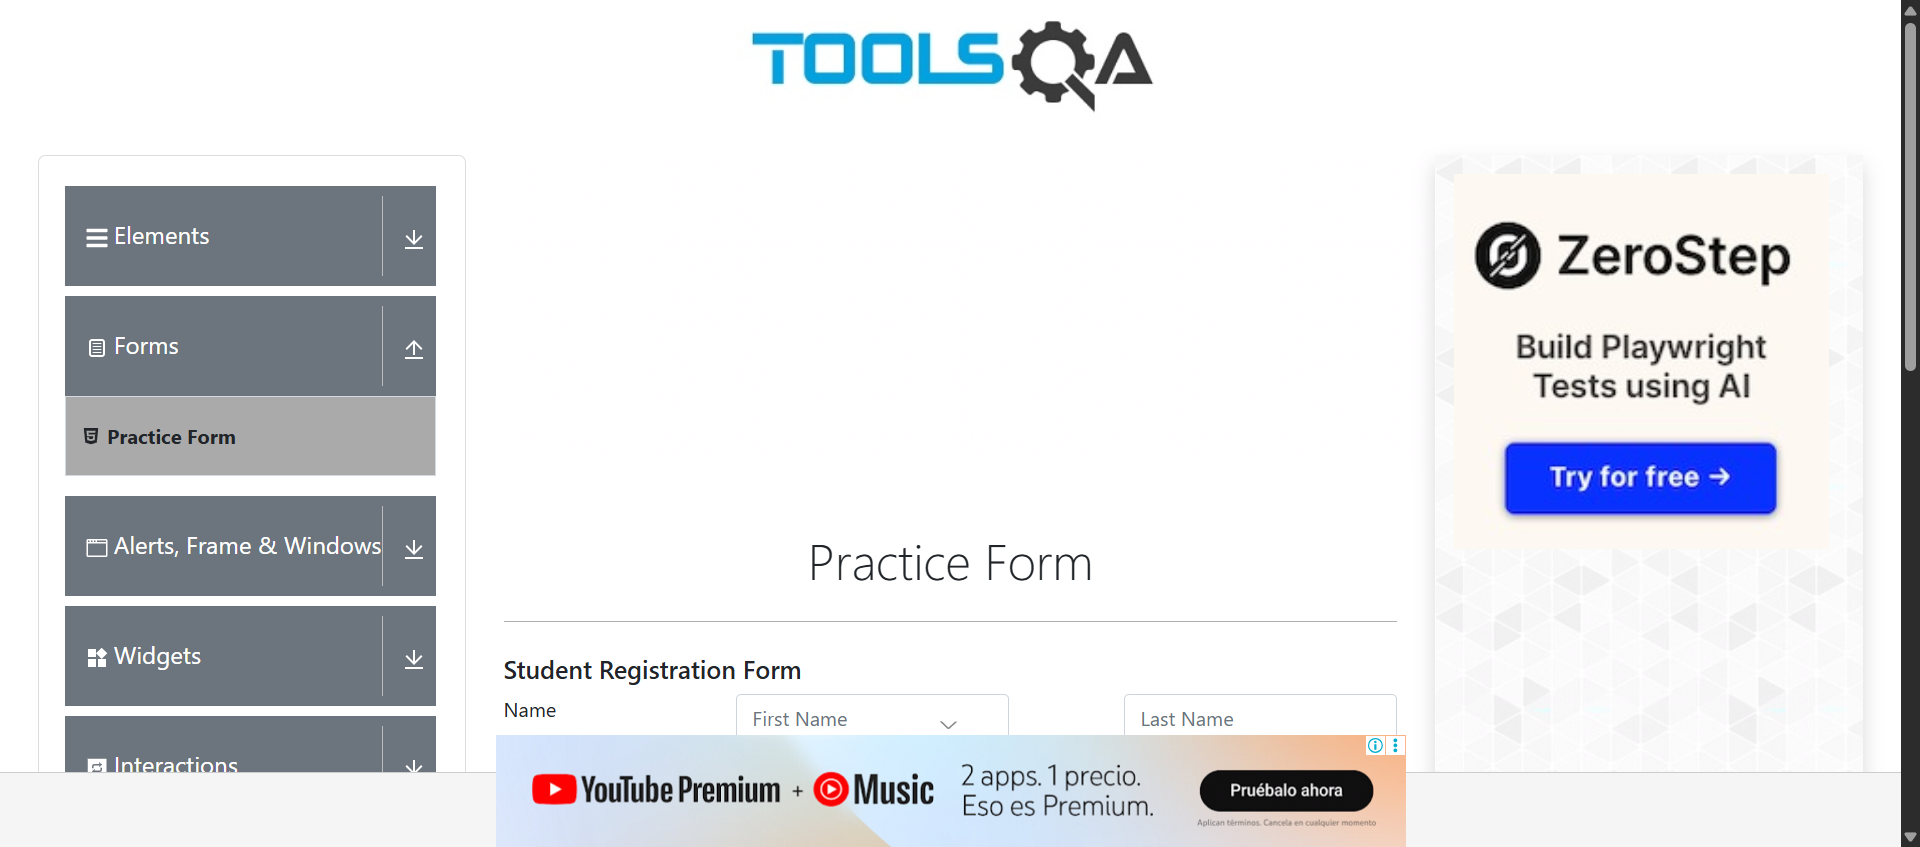 TOOLSQA
Elements
Forms
Practice Form
Alerts, Frame & Windows
Widgets
Interactions
Practice Form
Student Registration Form
Name
First Name
Last Name
ZeroStep
Build Playwright
Tests using AI
Try for free →
YouTube Premium + Music
2 apps. 1 precio.
Eso es Premium.
Pruébalo ahora
Aplican términos. Cancela en cualquier momento